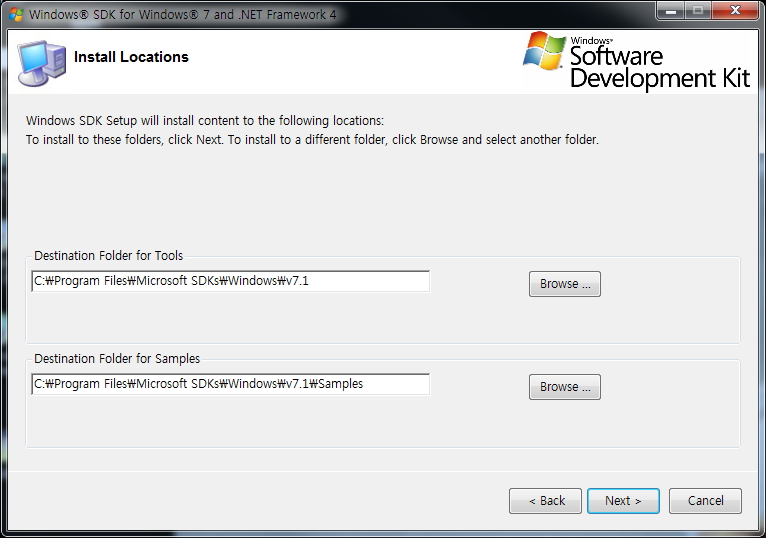 Windows® SDK for Windows® 7 and .NET Framework 4
Install Locations
Windows®
Software
Development Kit
Windows SDK Setup will install content to the following locations:
To install to these folders, click Next. To install to a different folder, click Browse and select another folder.
Destination Folder for Tools
C:₩Program Files₩Microsoft SDKs₩Windows₩v7.1
Browse ...
Destination Folder for Samples
C:₩Program Files₩Microsoft SDKs₩Windows₩v7.1₩Samples
Browse ...
< Back
Next >
Cancel